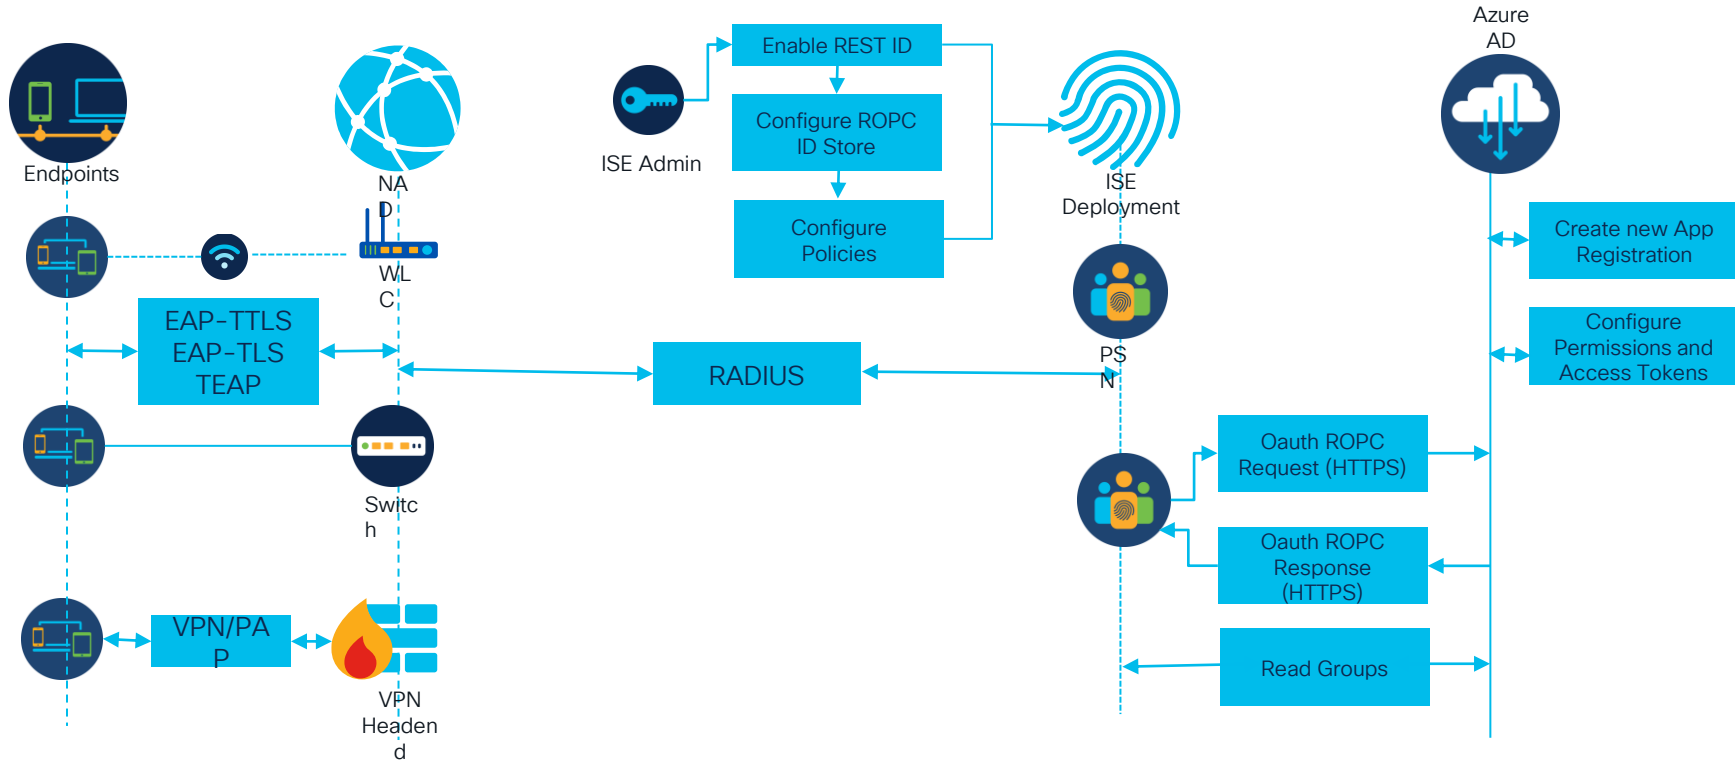 Azure
AD
Enable REST ID
Configure ROPC
ID Store
ISE Admin
Configure
Policies
Endpoints
NA
D
WL
C
ISE
Deployment
Create new App
Registration
EAP-TTLS
EAP-TLS
TEAP
RADIUS
PS
N
Configure
Permissions and
Access Tokens
Switc
h
Oauth ROPC
Request (HTTPS)
Oauth ROPC
Response
(HTTPS)
VPN/PA
P
Read Groups
VPN
Headen
d